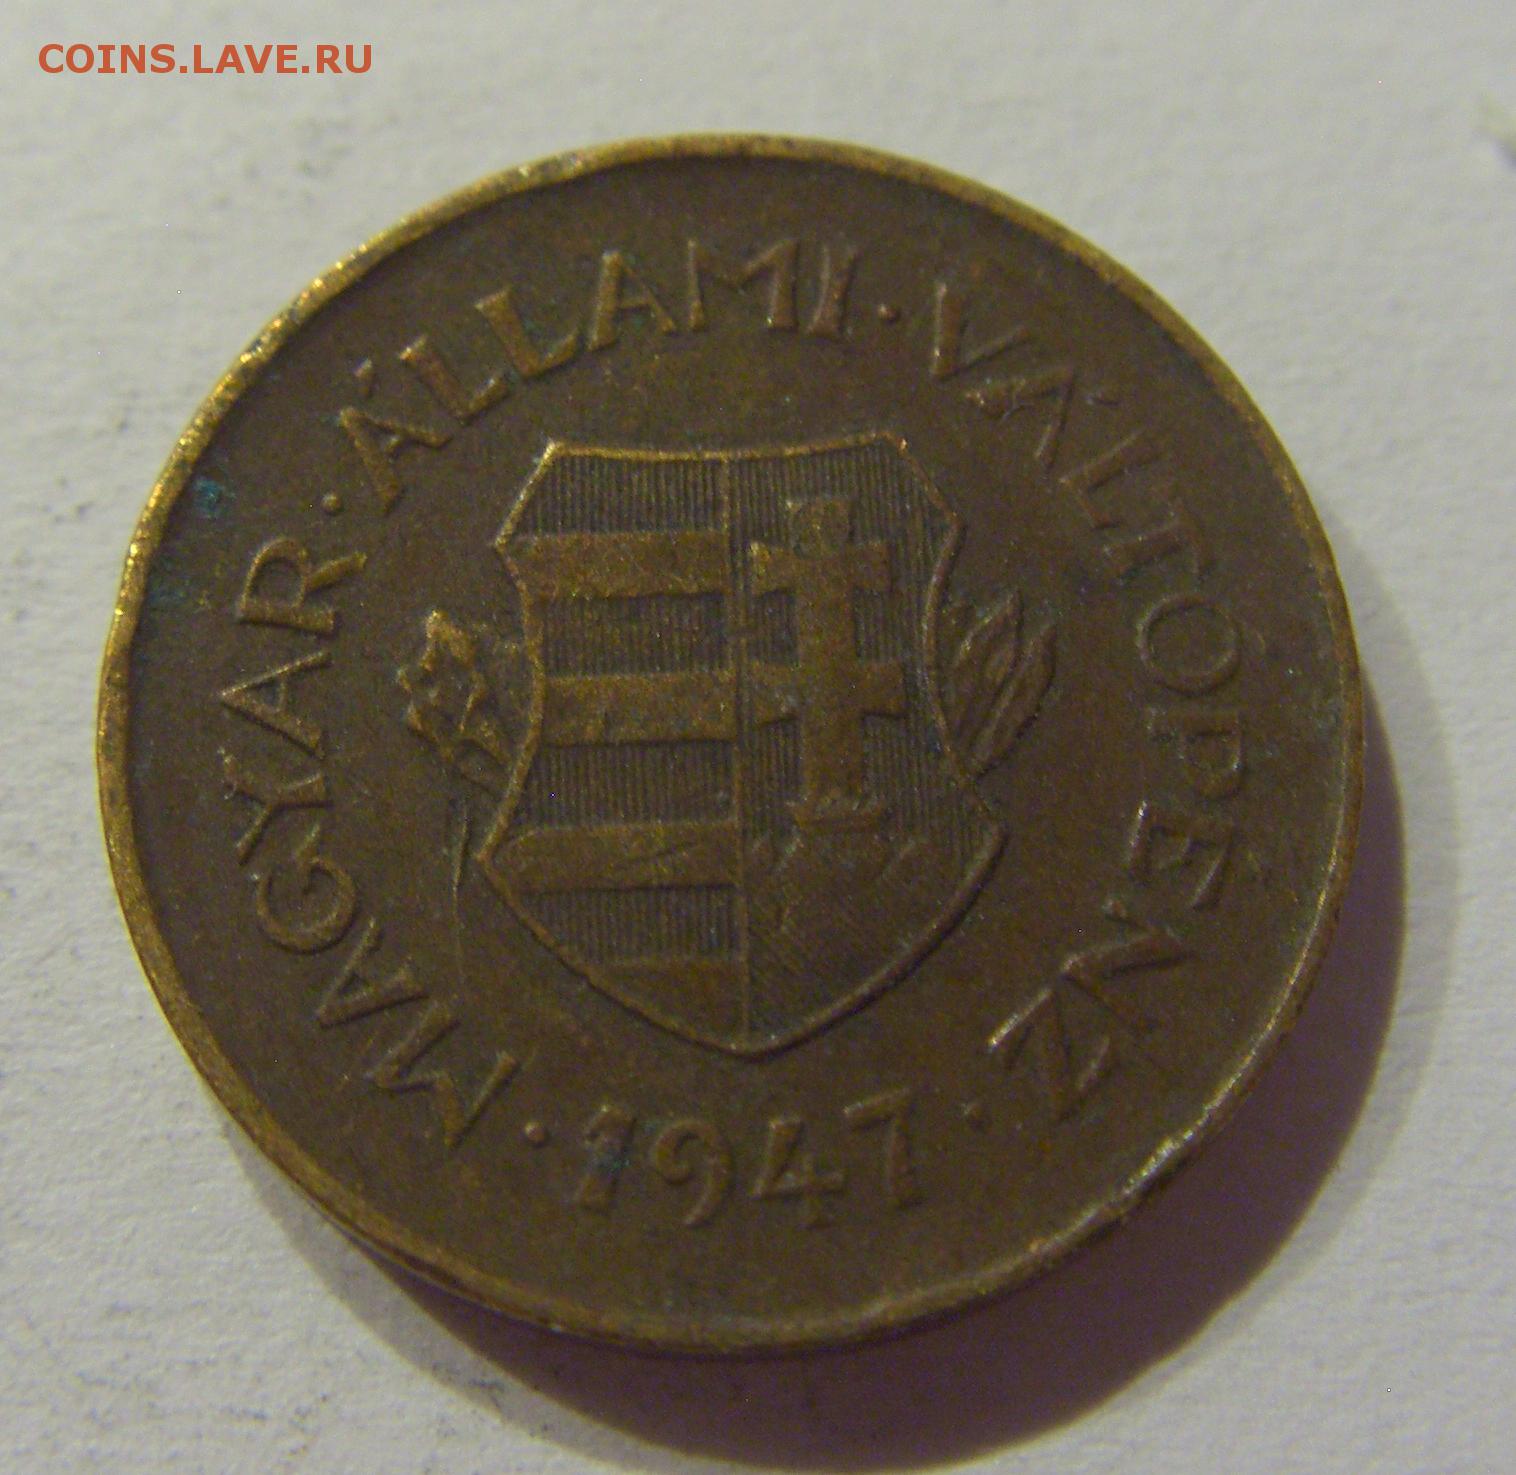 COINS.LAVE.RU
MAGYAR · ÁLLAMI · VÁLTÓPÉNZ ·
1947 ·